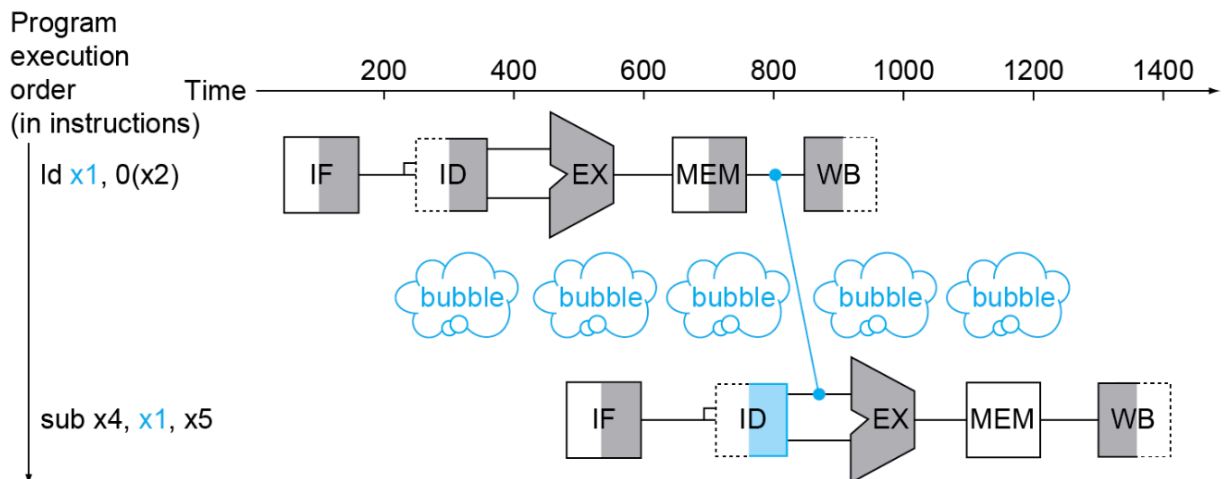 Program
execution
order
(in instructions)
Time
200 400 600 800 1000 1200 1400
ld x1, 0(x2)
IF ID EX MEM WB
bubble bubble bubble bubble bubble
sub x4, x1, x5
IF ID EX MEM WB